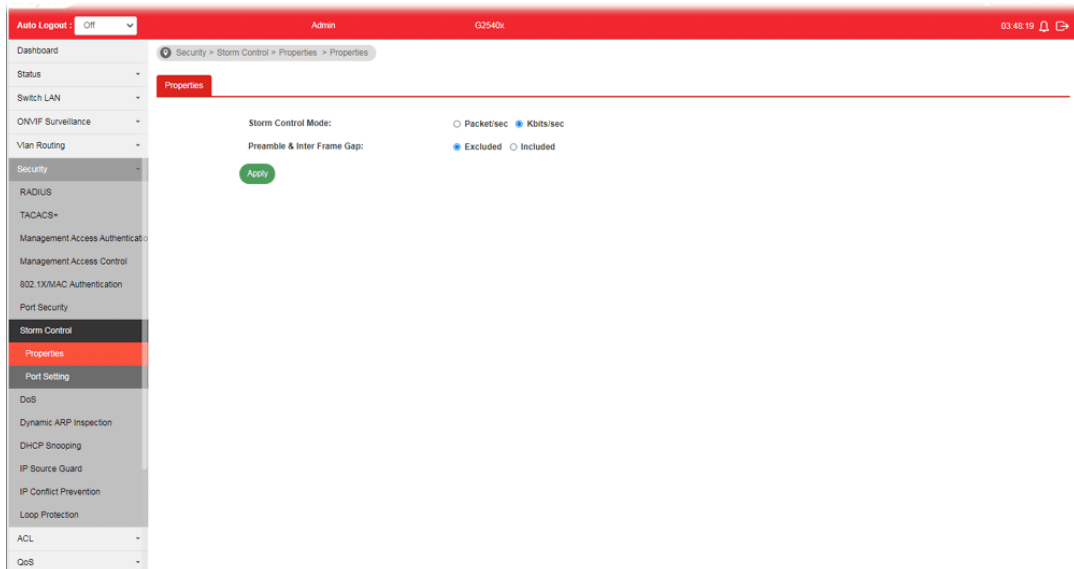 Auto Logout : Off Admin G2540x 03:48:19
Dashboard
Status
Switch LAN
ONVIF Surveillance
Vlan Routing
Security
RADIUS
TACACS+
Management Access Authenticatio
Management Access Control
802.1X/MAC Authentication
Port Security
Storm Control
Properties
Port Setting
DoS
Dynamic ARP Inspection
DHCP Snooping
IP Source Guard
IP Conflict Prevention
Loop Protection
ACL
QoS
Security > Storm Control > Properties > Properties
Properties
Storm Control Mode: Packet/sec Kbits/sec
Preamble & Inter Frame Gap: Excluded Included
Apply